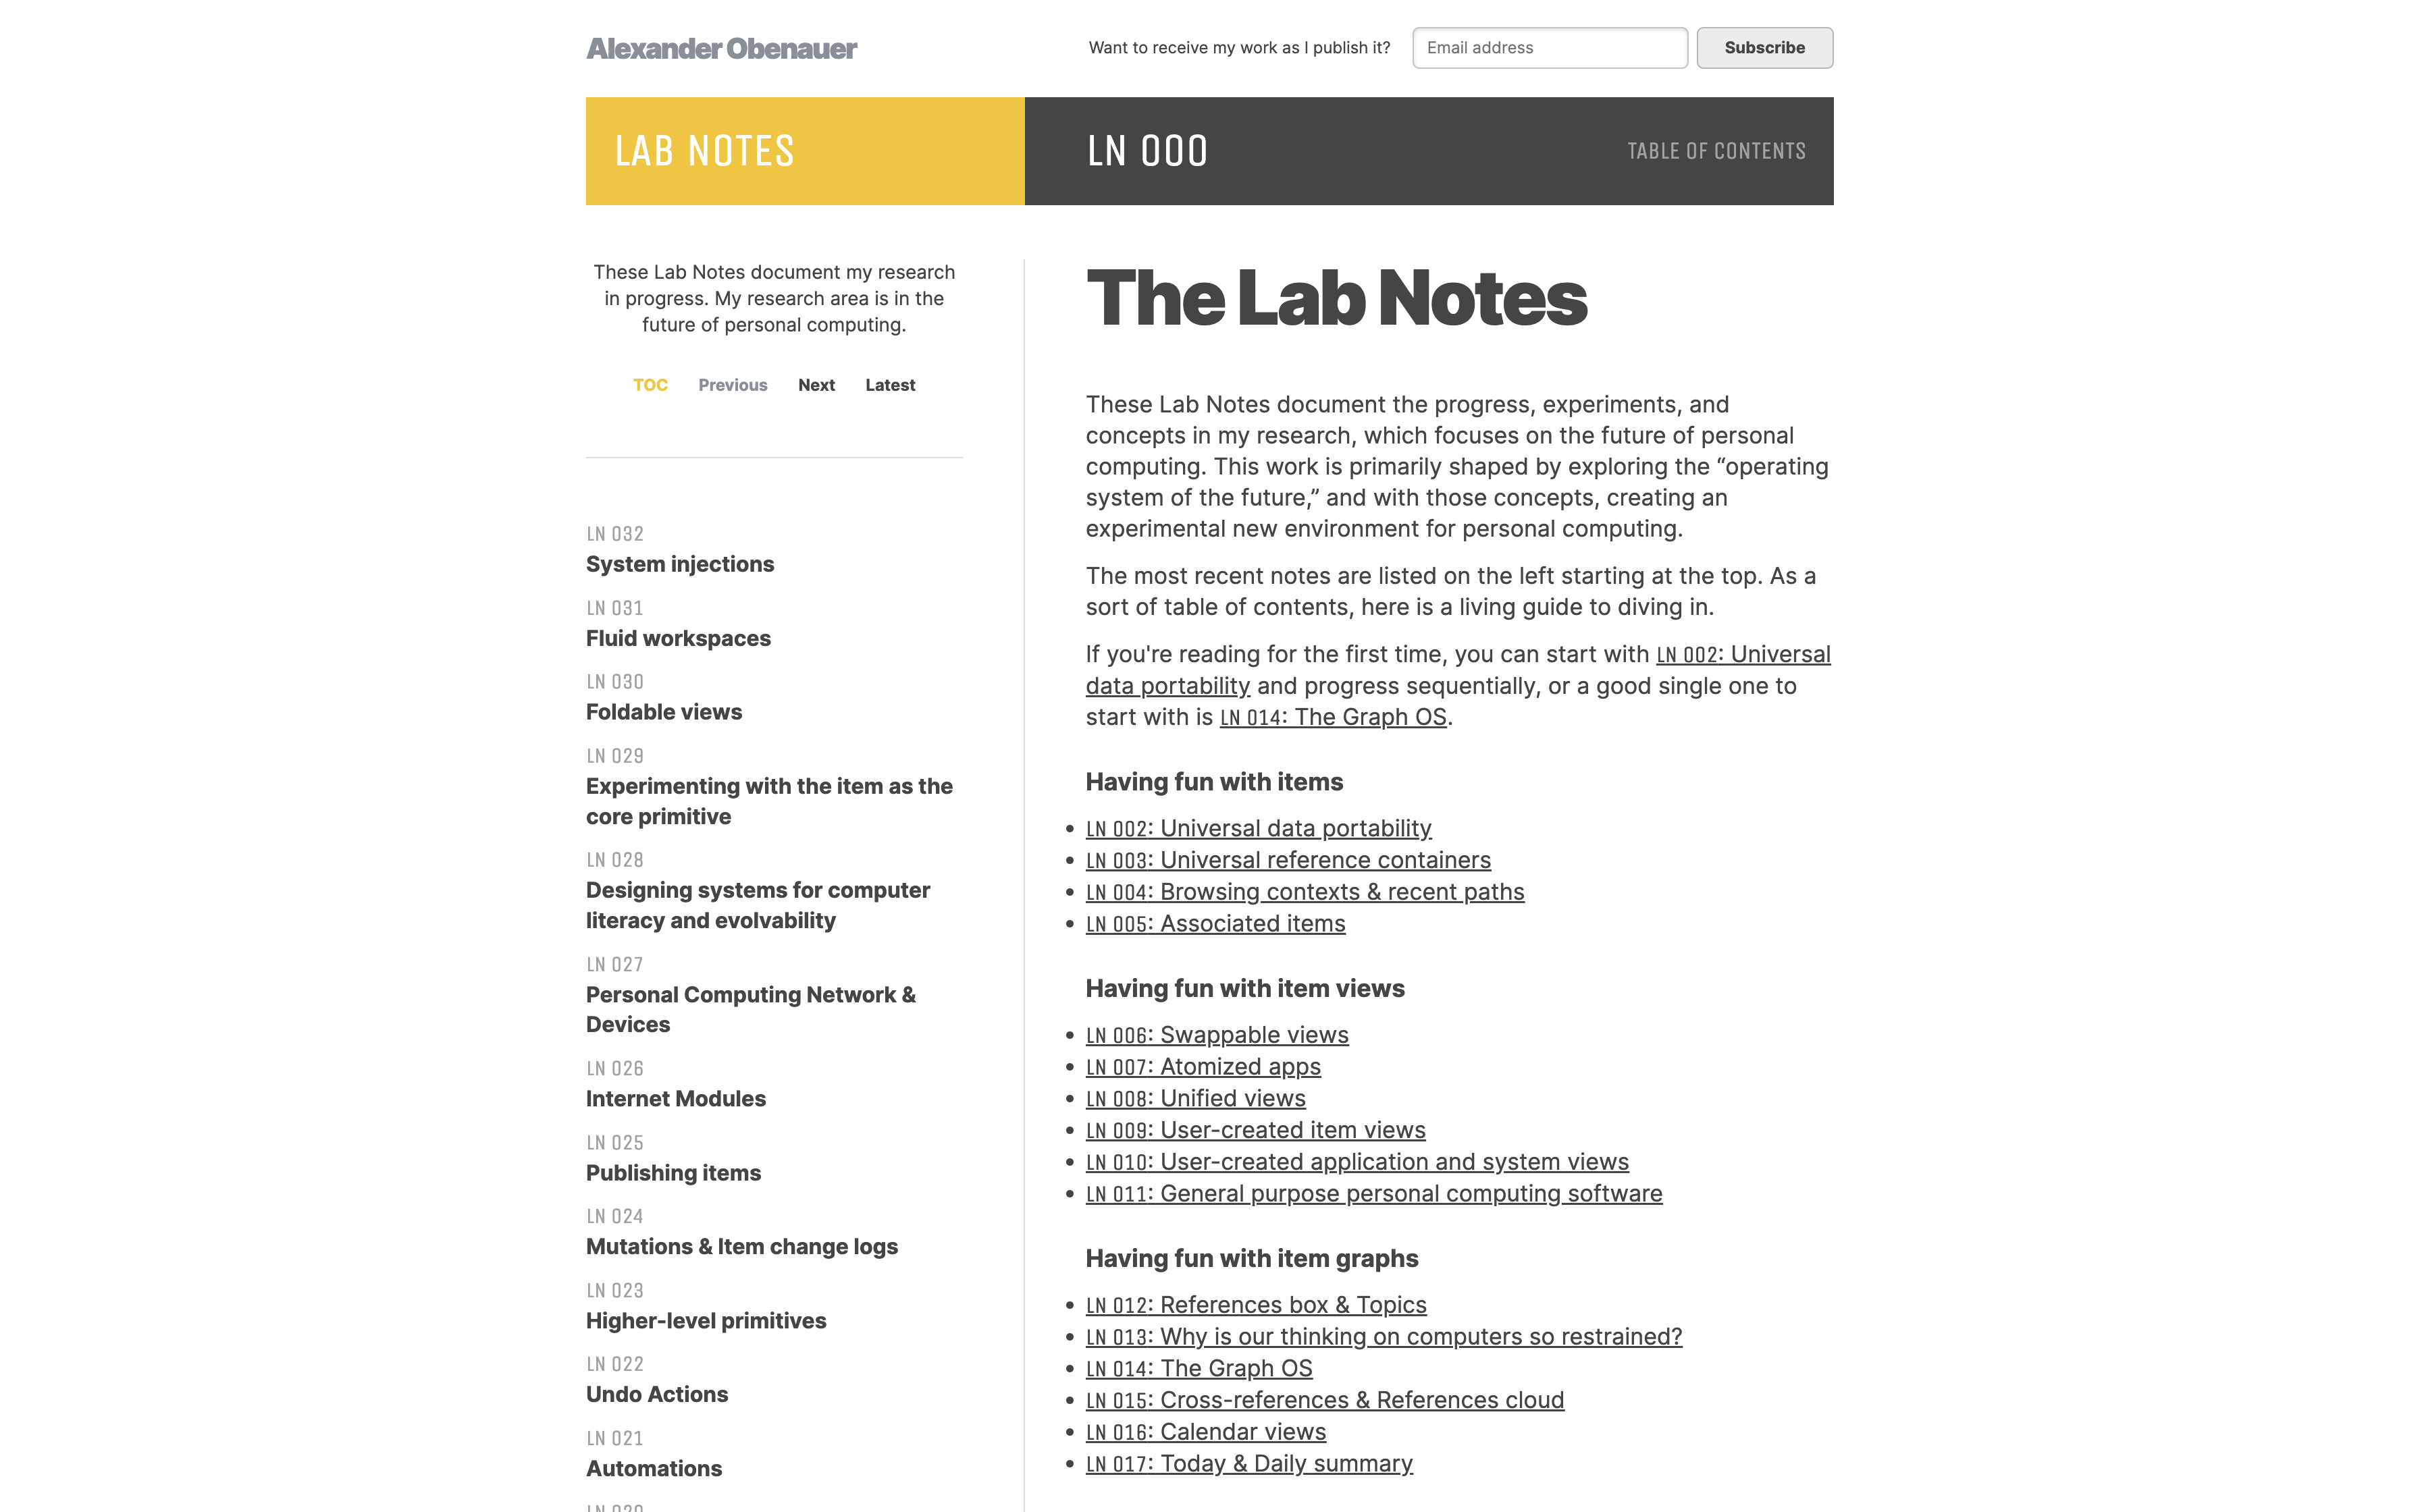 Alexander Obenauer
Want to receive my work as I publish it?
Email address
Subscribe
LAB NOTES
LN 000
TABLE OF CONTENTS
These Lab Notes document my research
in progress. My research area is in the
future of personal computing.
TOC Previous Next Latest
LN 032
System injections
LN 031
Fluid workspaces
LN 030
Foldable views
LN 029
Experimenting with the item as the
core primitive
LN 028
Designing systems for computer
literacy and evolvability
LN 027
Personal Computing Network &
Devices
LN 026
Internet Modules
LN 025
Publishing items
LN 024
Mutations & Item change logs
LN 023
Higher-level primitives
LN 022
Undo Actions
LN 021
Automations
LN 020
The Lab Notes
These Lab Notes document the progress, experiments, and
concepts in my research, which focuses on the future of personal
computing. This work is primarily shaped by exploring the “operating
system of the future,” and with those concepts, creating an
experimental new environment for personal computing.
The most recent notes are listed on the left starting at the top. As a
sort of table of contents, here is a living guide to diving in.
If you're reading for the first time, you can start with LN 002: Universal
data portability and progress sequentially, or a good single one to
start with is LN 014: The Graph OS.
Having fun with items
• LN 002: Universal data portability
• LN 003: Universal reference containers
• LN 004: Browsing contexts & recent paths
• LN 005: Associated items
Having fun with item views
• LN 006: Swappable views
• LN 007: Atomized apps
• LN 008: Unified views
• LN 009: User-created item views
• LN 010: User-created application and system views
• LN 011: General purpose personal computing software
Having fun with item graphs
• LN 012: References box & Topics
• LN 013: Why is our thinking on computers so restrained?
• LN 014: The Graph OS
• LN 015: Cross-references & References cloud
• LN 016: Calendar views
• LN 017: Today & Daily summary